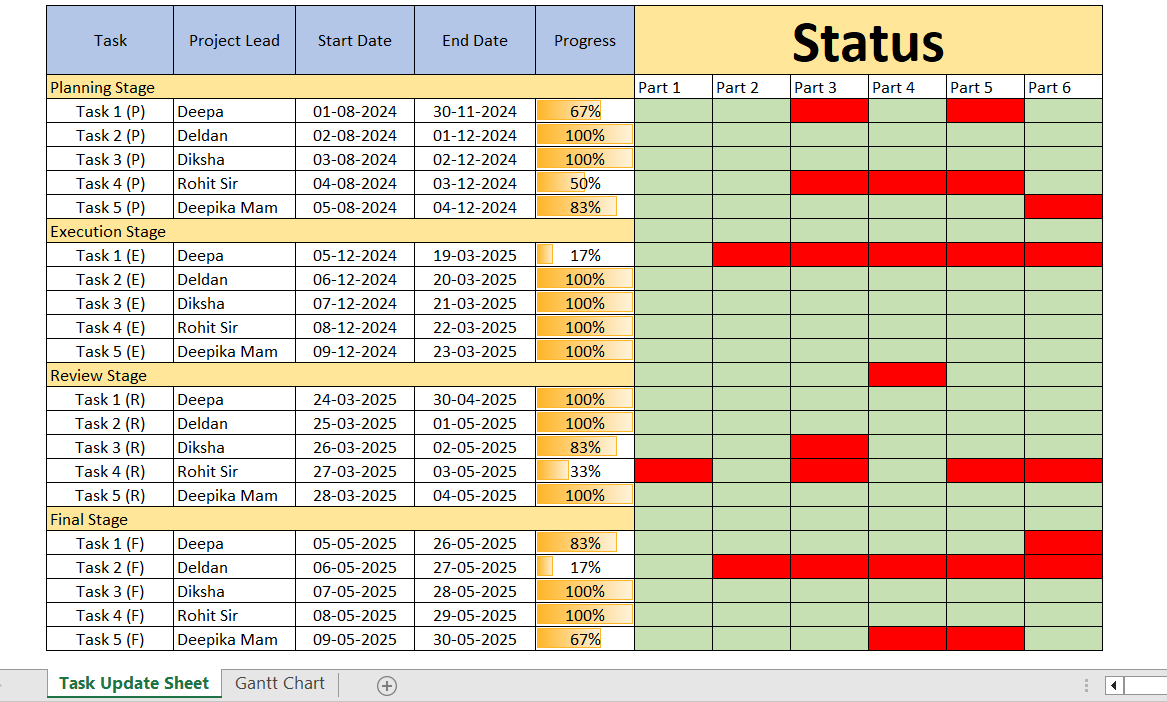 Task Project Lead Start Date End Date Progress Status
Planning Stage Part 1 Part 2 Part 3 Part 4 Part 5 Part 6
Task 1 (P) Deepa 01-08-2024 30-11-2024 67%
Task 2 (P) Deldan 02-08-2024 01-12-2024 100%
Task 3 (P) Diksha 03-08-2024 02-12-2024 100%
Task 4 (P) Rohit Sir 04-08-2024 03-12-2024 50%
Task 5 (P) Deepika Mam 05-08-2024 04-12-2024 83%
Execution Stage
Task 1 (E) Deepa 05-12-2024 19-03-2025 17%
Task 2 (E) Deldan 06-12-2024 20-03-2025 100%
Task 3 (E) Diksha 07-12-2024 21-03-2025 100%
Task 4 (E) Rohit Sir 08-12-2024 22-03-2025 100%
Task 5 (E) Deepika Mam 09-12-2024 23-03-2025 100%
Review Stage
Task 1 (R) Deepa 24-03-2025 30-04-2025 100%
Task 2 (R) Deldan 25-03-2025 01-05-2025 100%
Task 3 (R) Diksha 26-03-2025 02-05-2025 83%
Task 4 (R) Rohit Sir 27-03-2025 03-05-2025 33%
Task 5 (R) Deepika Mam 28-03-2025 04-05-2025 100%
Final Stage
Task 1 (F) Deepa 05-05-2025 26-05-2025 83%
Task 2 (F) Deldan 06-05-2025 27-05-2025 17%
Task 3 (F) Diksha 07-05-2025 28-05-2025 100%
Task 4 (F) Rohit Sir 08-05-2025 29-05-2025 100%
Task 5 (F) Deepika Mam 09-05-2025 30-05-2025 67%
Task Update Sheet Gantt Chart